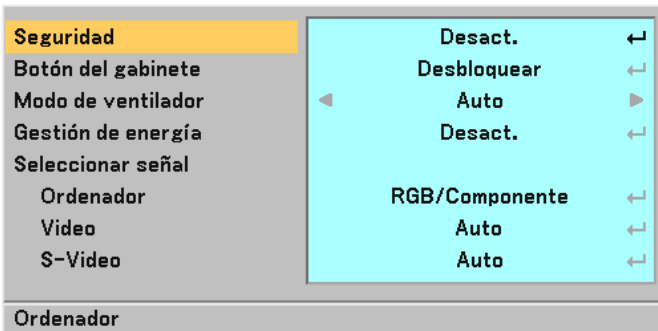 Seguridad Desact.
Botón del gabinete Desbloquear
Modo de ventilador Auto
Gestión de energía Desact.
Seleccionar señal
Ordenador RGB/Componente
Video Auto
S-Video Auto
Ordenador